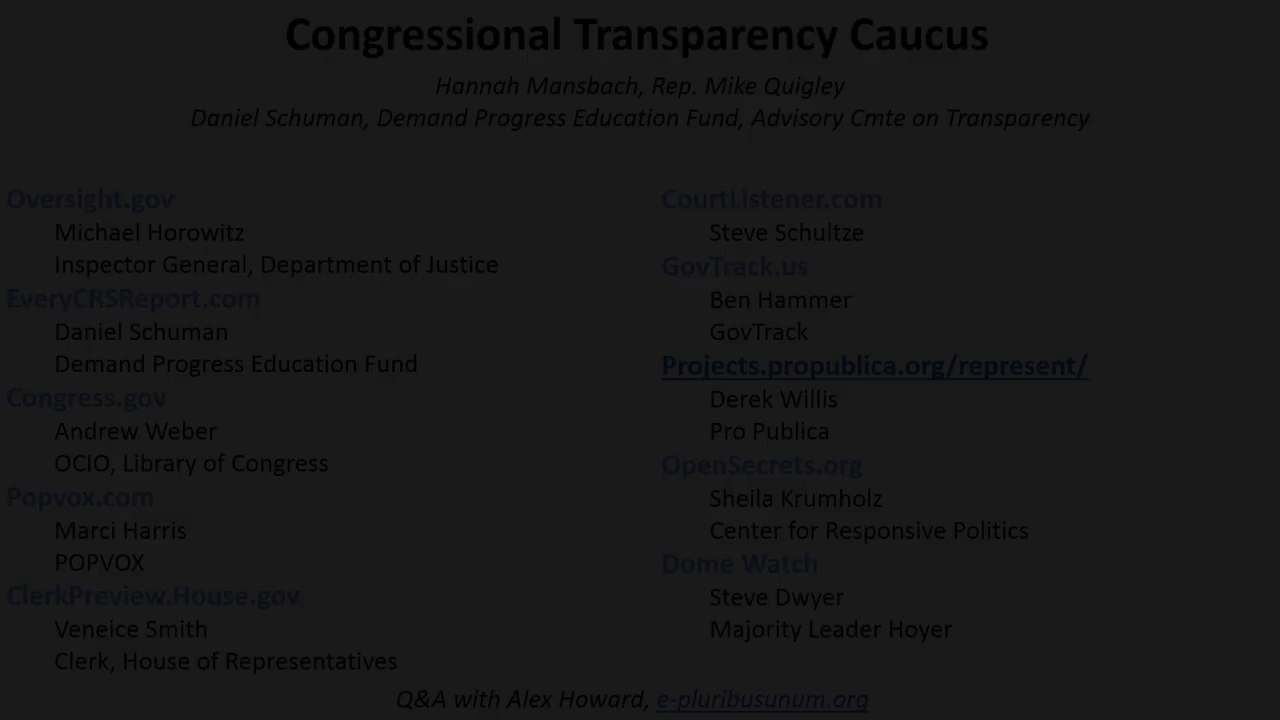 Congressional Transparency Caucus
Hannah Mansbach, Rep. Mike Quigley
Daniel Schuman, Demand Progress Education Fund, Advisory Cmte on Transparency
Oversight.gov
Michael Horowitz
Inspector General, Department of Justice
EveryCRSReport.com
Daniel Schuman
Demand Progress Education Fund
Congress.gov
Andrew Weber
OCIO, Library of Congress
Popvox.com
Marci Harris
POPVOX
ClerkPreview.House.gov
Veneice Smith
Clerk, House of Representatives
CourtListener.com
Steve Schultze
GovTrack.us
Ben Hammer
GovTrack
Projects.propublica.org/represent/
Derek Willis
Pro Publica
OpenSecrets.org
Sheila Krumholz
Center for Responsive Politics
Dome Watch
Steve Dwyer
Majority Leader Hoyer
Q&A with Alex Howard, e-pluribusunum.org